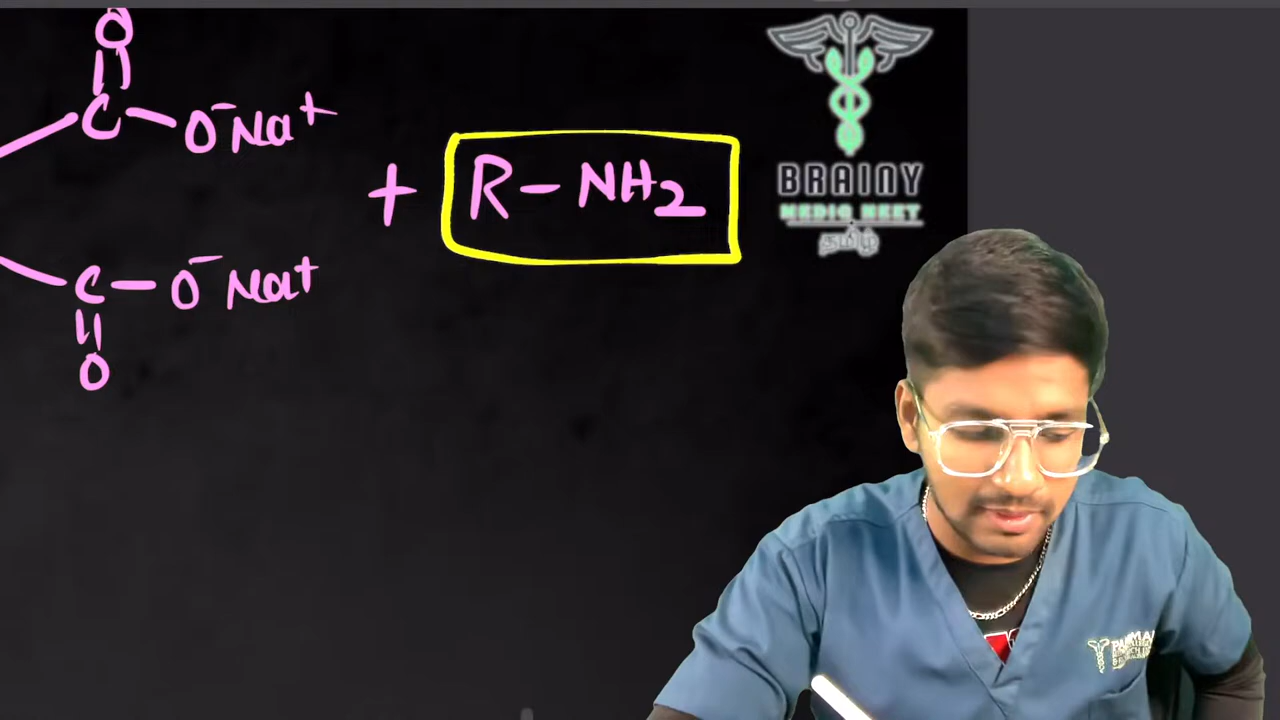 O
||
C - O⁻Na⁺
+ R - NH₂
C - O⁻Na⁺
||
O
BRAINY
MEDIC NEET
தமிழ்